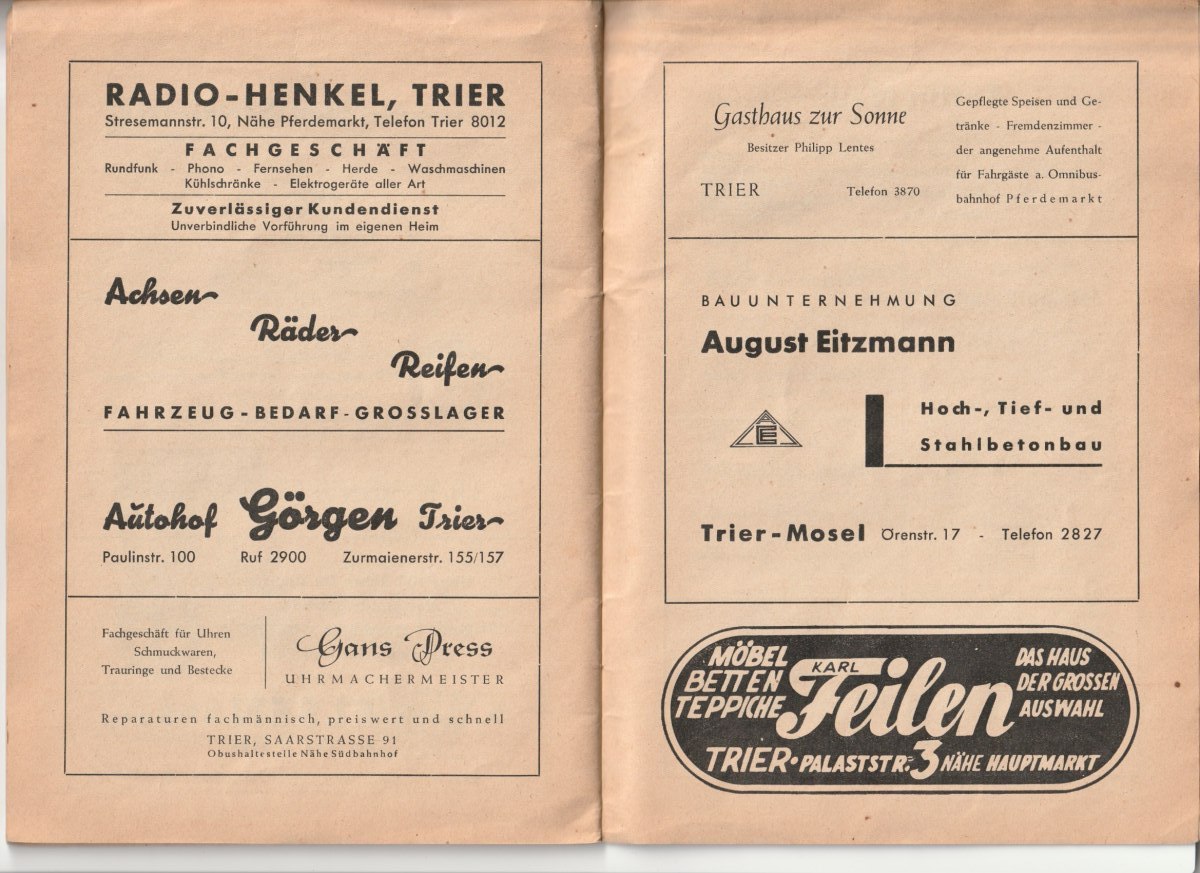 RADIO-HENKEL, TRIER
Stresemannstr. 10, Nähe Pferdemarkt, Telefon Trier 8012
FACHGESCHÄFT
Rundfunk - Phono - Fernsehen - Herde - Waschmaschinen
Kühlschränke - Elektrogeräte aller Art
Zuverlässiger Kundendienst
Unverbindliche Vorführung im eigenen Heim
Achsen
Räder
Reifen
FAHRZEUG-BEDARF-GROSSLAGER
Autohof Görgen Trier
Paulinstr. 100 Ruf 2900 Zurmaienerstr. 155/157
Fachgeschäft für Uhren
Schmuckwaren,
Trauringe und Bestecke
Gans Press
UHRMACHERMEISTER
Reparaturen fachmännisch, preiswert und schnell
TRIER, SAARSTRASSE 91
Obushaltestelle Nähe Südbahnhof
Gasthaus zur Sonne
Besitzer Philipp Lentes
TRIER Telefon 3870
Gepflegte Speisen und Ge-
tränke - Fremdenzimmer -
der angenehme Aufenthalt
für Fahrgäste a. Omnibus-
bahnhof Pferdemarkt
BAUUNTERNEHMUNG
August Eitzmann
AE
Hoch-, Tief- und
Stahlbetonbau
Trier-Mosel Örenstr. 17 - Telefon 2827
MÖBEL
BETTEN
TEPPICHE
KARL
Feilen
DAS HAUS
DER GROSSEN
AUSWAHL
TRIER • PALASTSTR. 3 NÄHE HAUPTMARKT